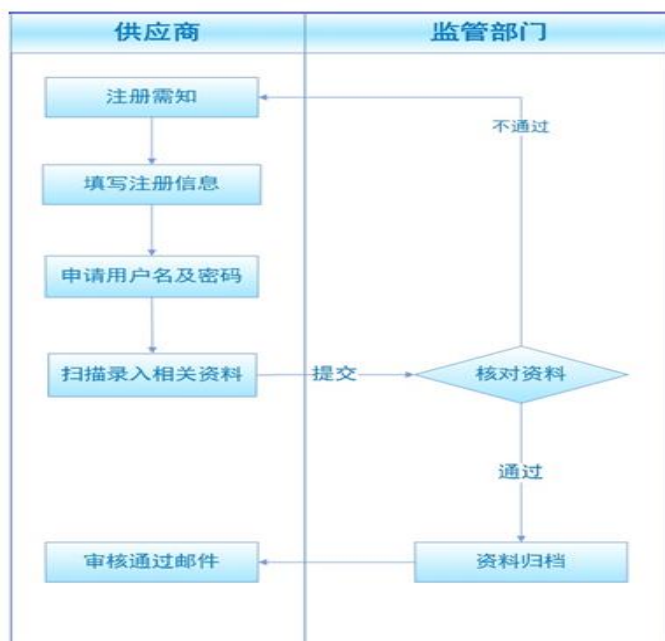 供应商
监管部门
注册需知
不通过
填写注册信息
申请用户名及密码
扫描录入相关资料
提交
核对资料
通过
审核通过邮件
资料归档